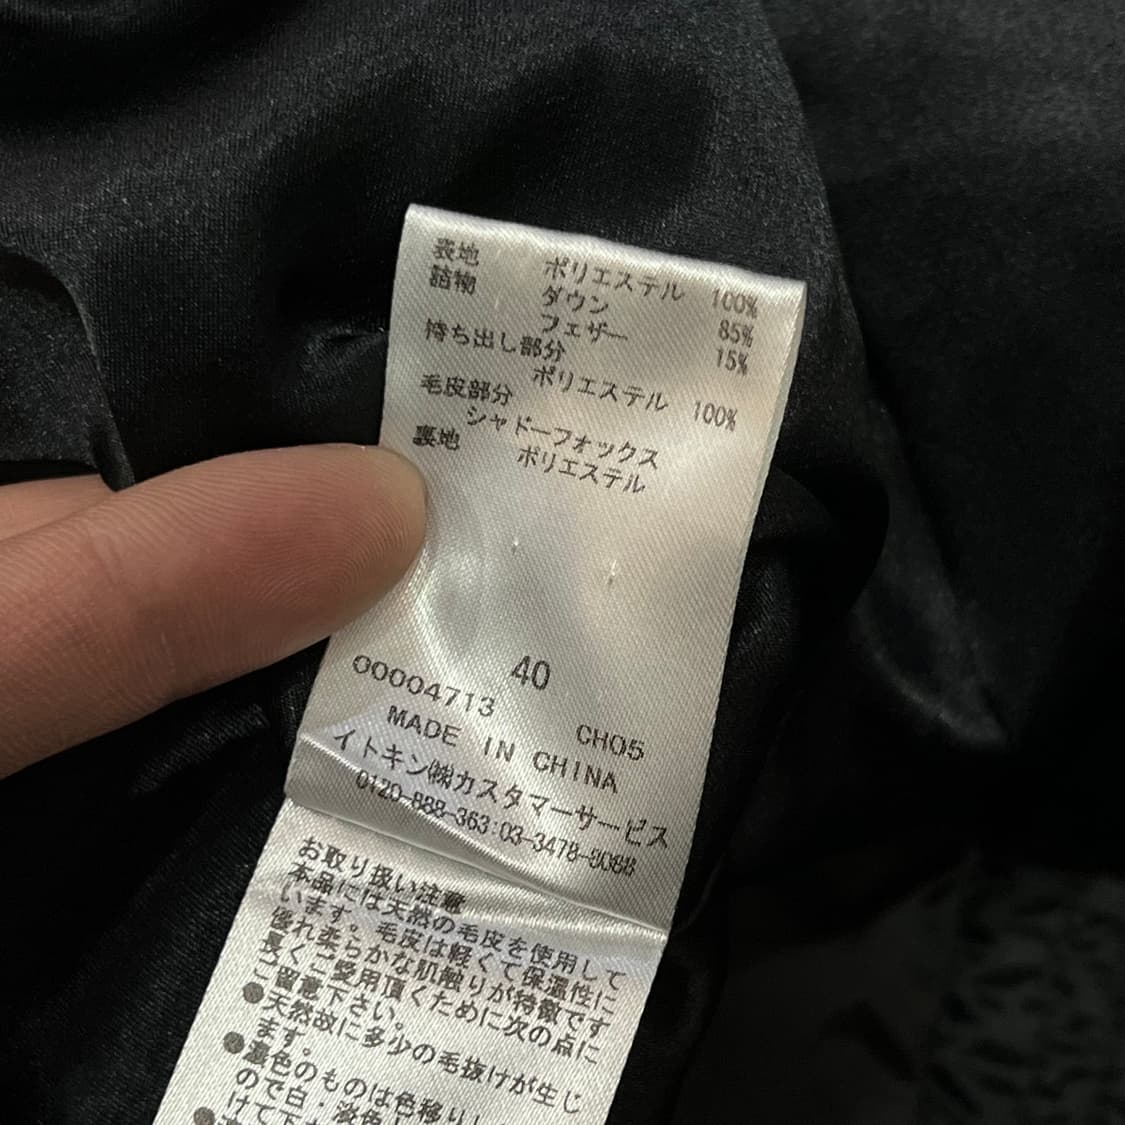 表地 ポリエステル 100%
詰物 ダウン 85%
フェザー 15%
持ち出し部分
ポリエステル 100%
毛皮部分
シャドーフォックス
裏地 ポリエステル
40
00004713 CH05
MADE IN CHINA
イトキン㈱カスタマーサービス
0120-888-363:03-3478-8088
お取り扱い注意
本品には天然の毛皮を使用して
います。毛皮は軽くて保温性に
優れ柔らかな肌触りが特徴です
長くご愛用頂くために次の点に
ご留意下さい。
●天然故に多少の毛抜けが生じ
ます。
●濃色のものは色移りし
ので白・淡色
けて下